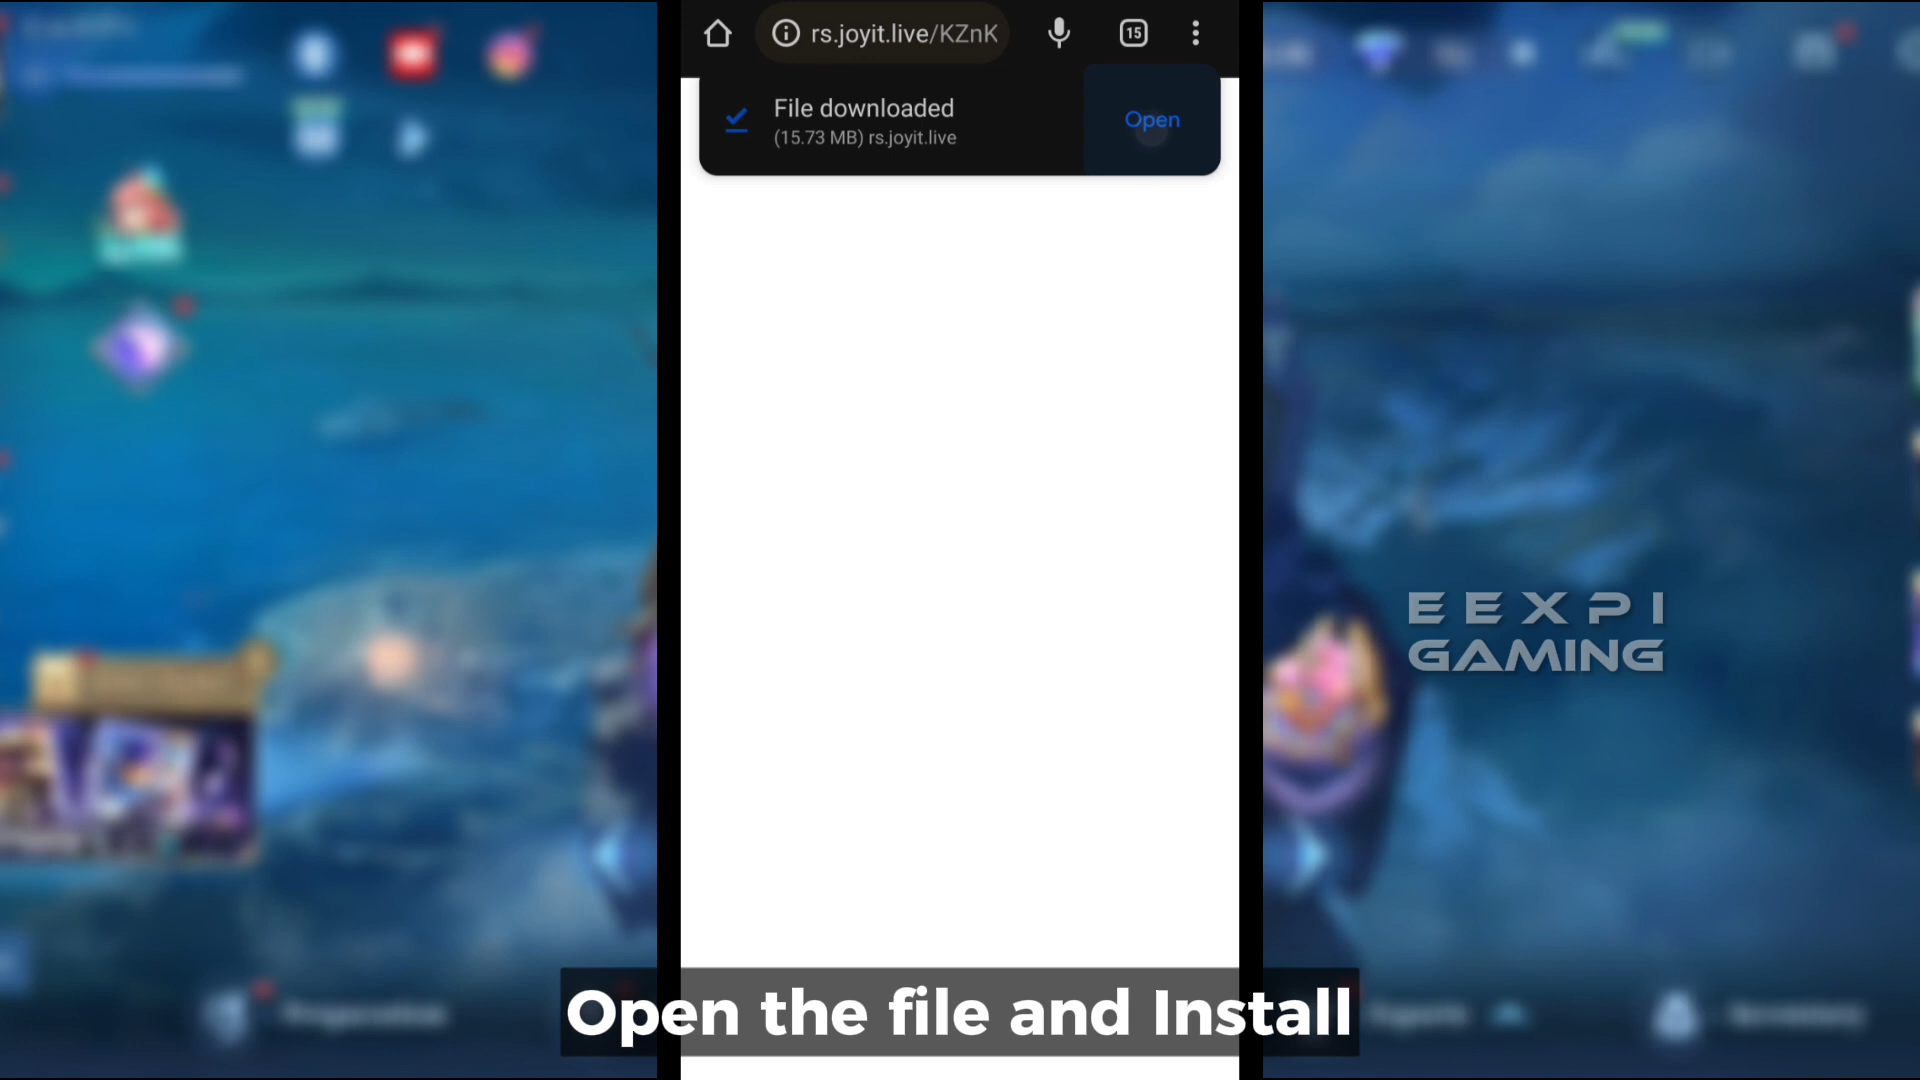 rs.joyit.live/KZnK
15
File downloaded
(15.73 MB) rs.joyit.live
Open
EEXPI
GAMING
Open the file and Install